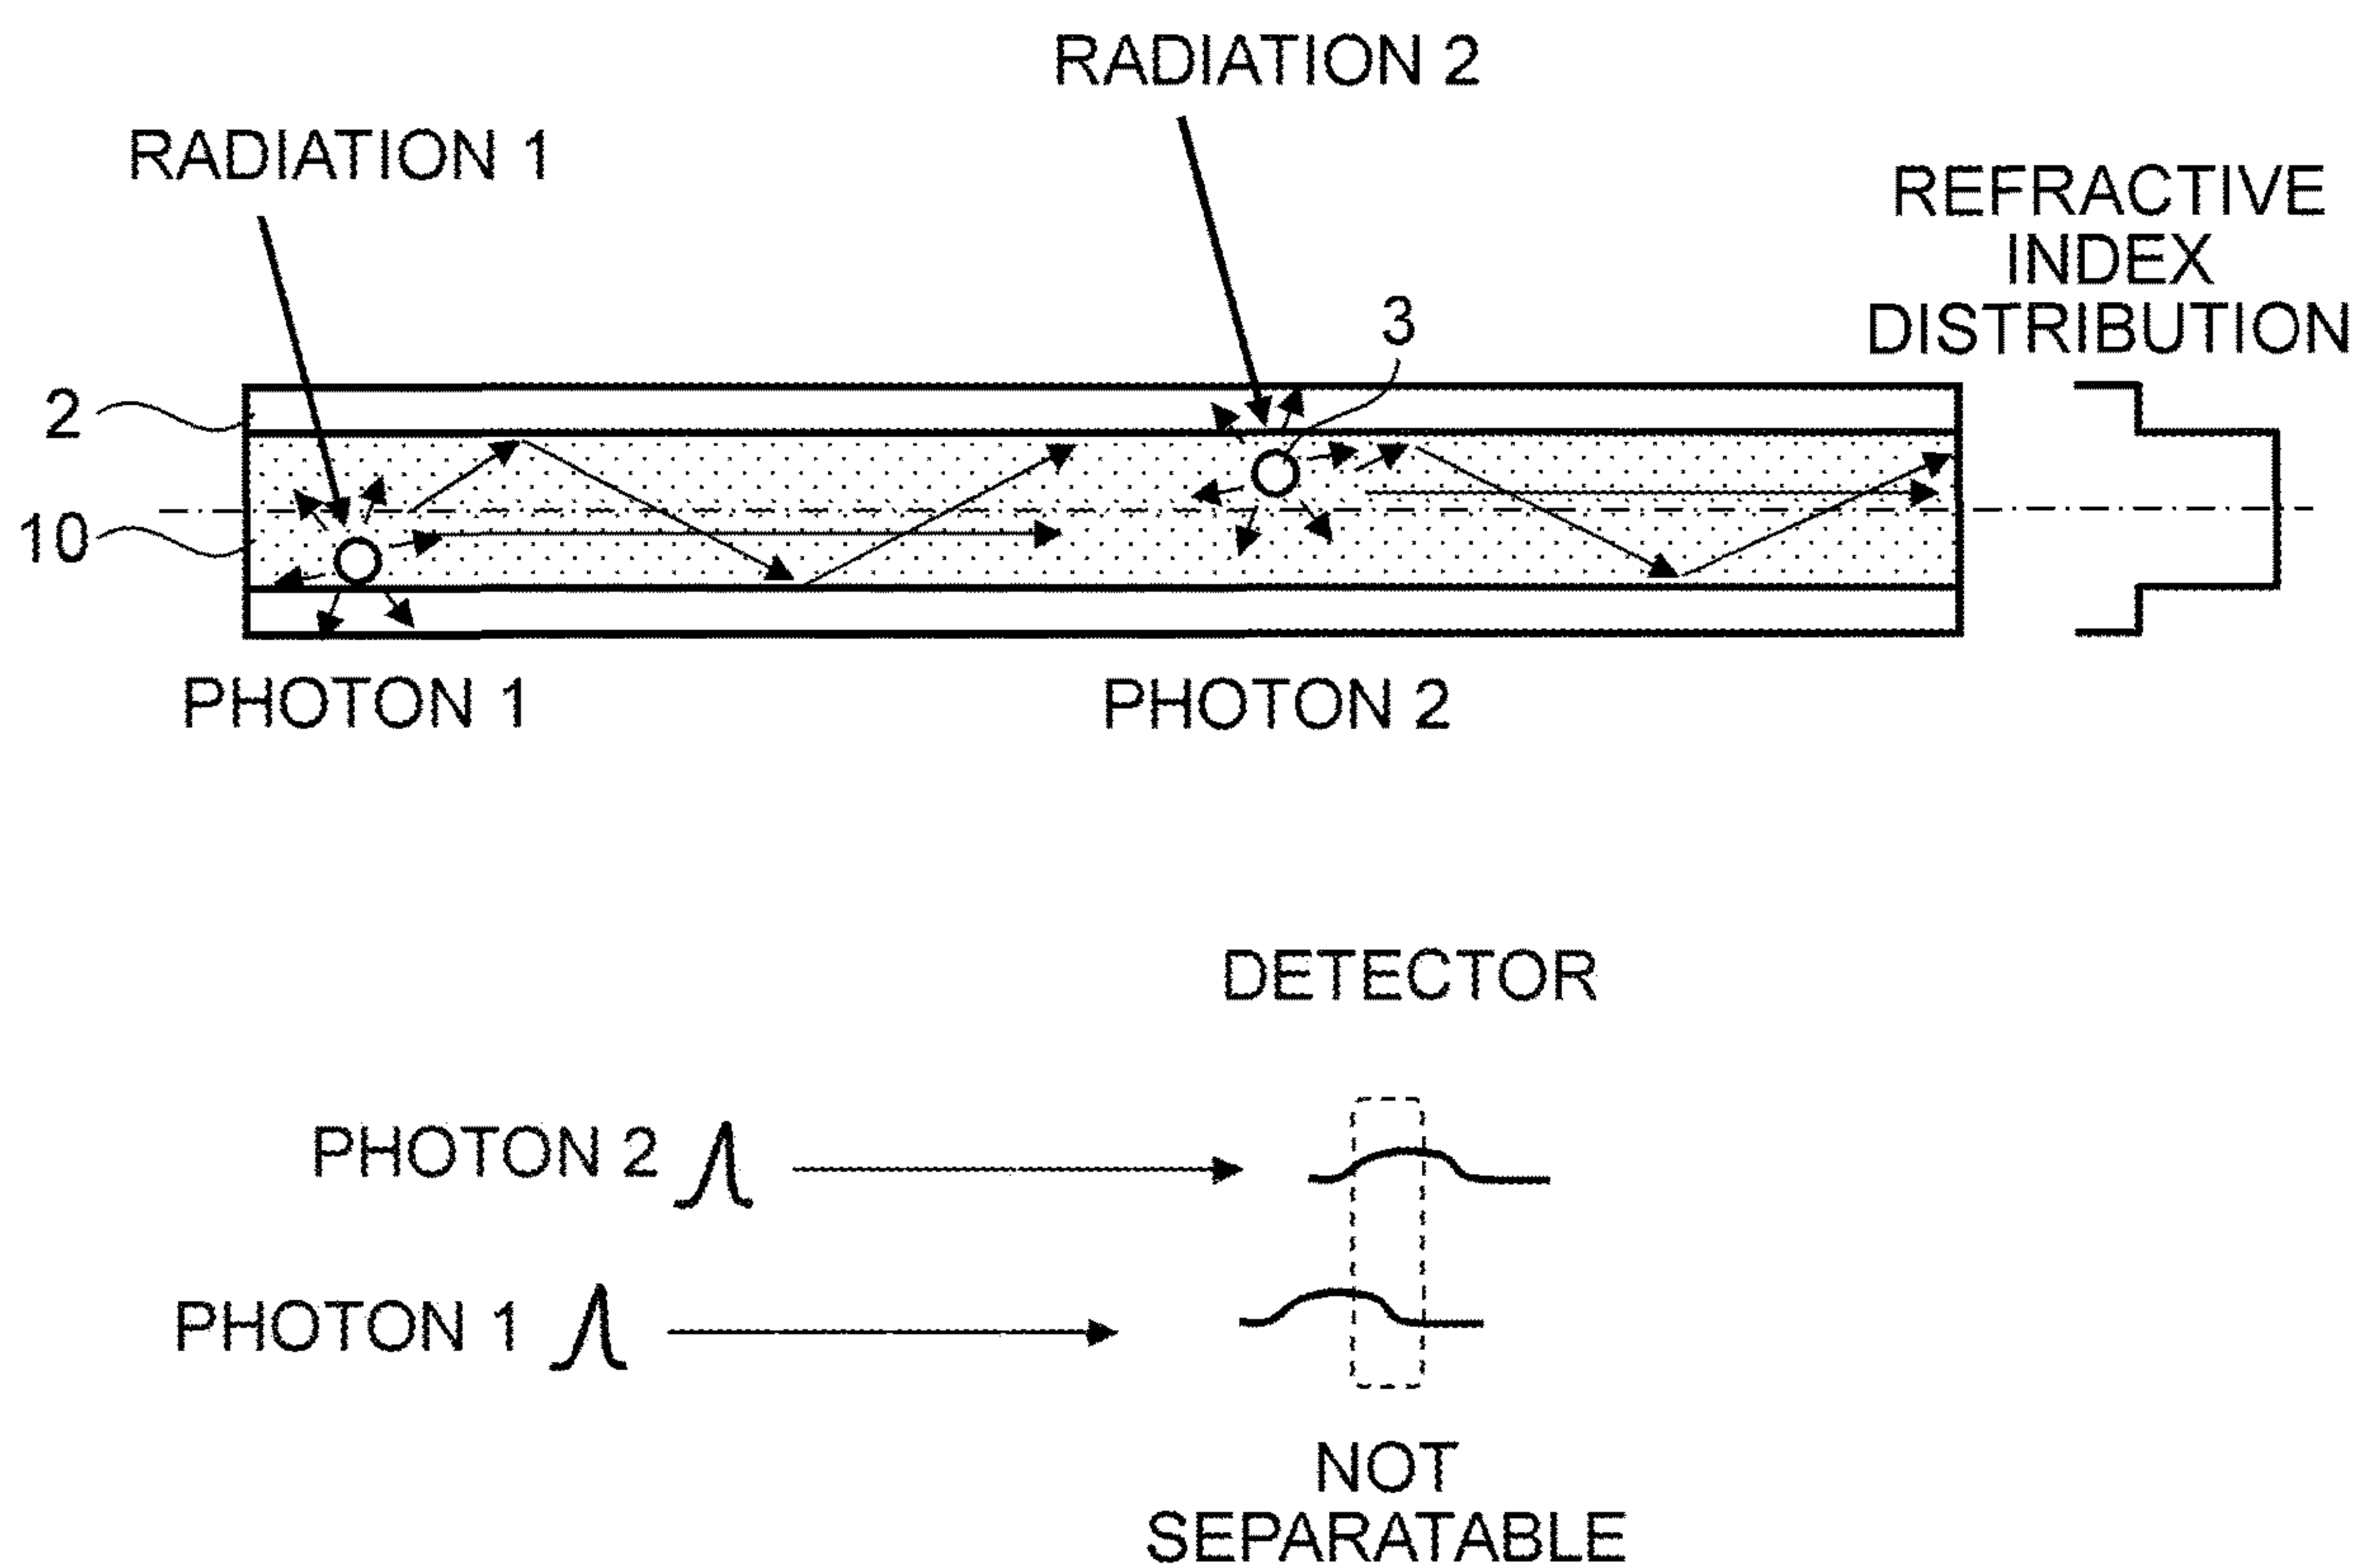 RADIATION 2
RADIATION 1
REFRACTIVE
INDEX
DISTRIBUTION
3
2
10
PHOTON 1
PHOTON 2
DETECTOR
PHOTON 2
PHOTON 1
NOT
SEPARATABLE